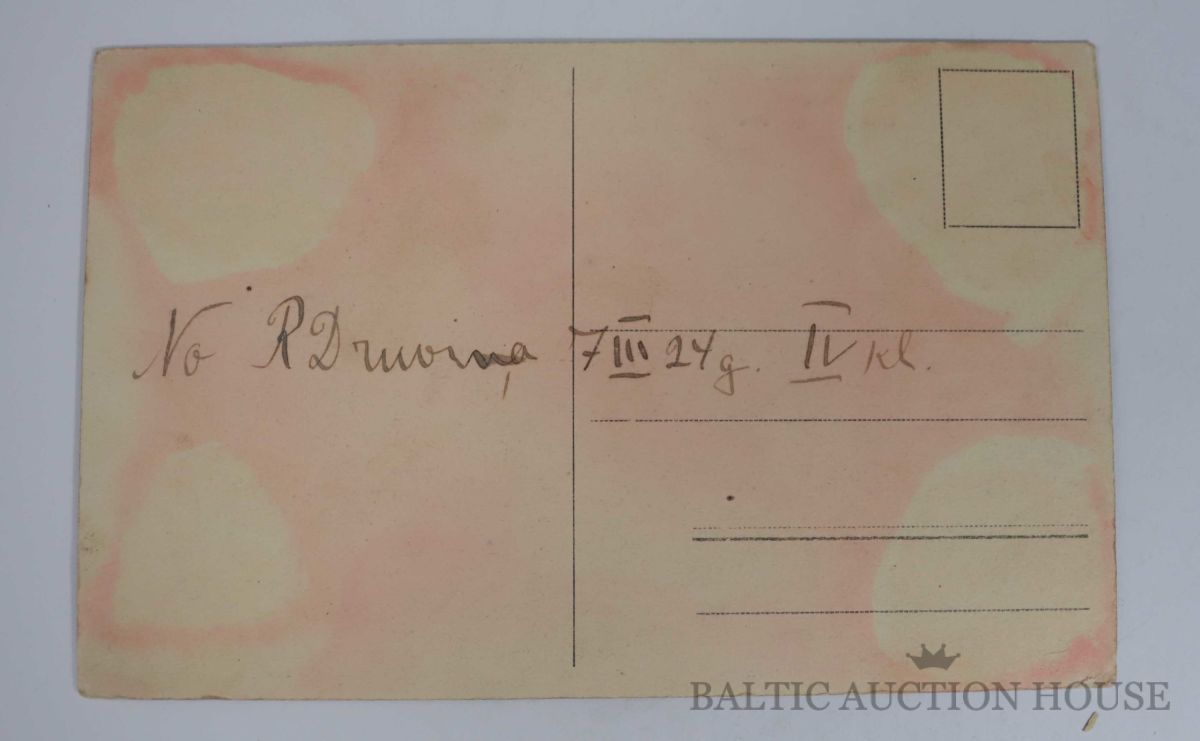 No R Druviņa 7 III 24 g. IV kl.
BALTIC AUCTION HOUSE